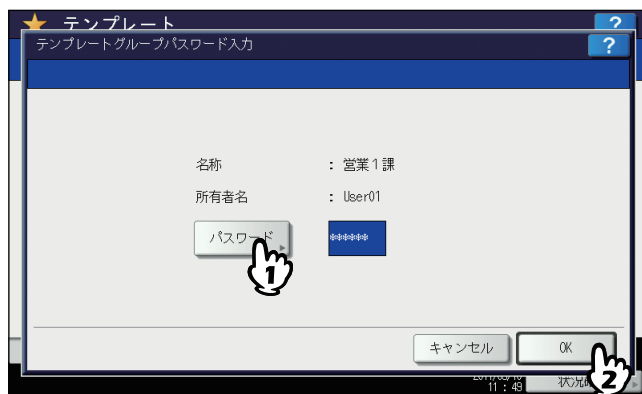 テンプレート ?
テンプレートグループパスワード入力 ?
名称 : 営業1課
所有者名 : User01
パスワード ******
1
キャンセル OK
2
11:49 状況